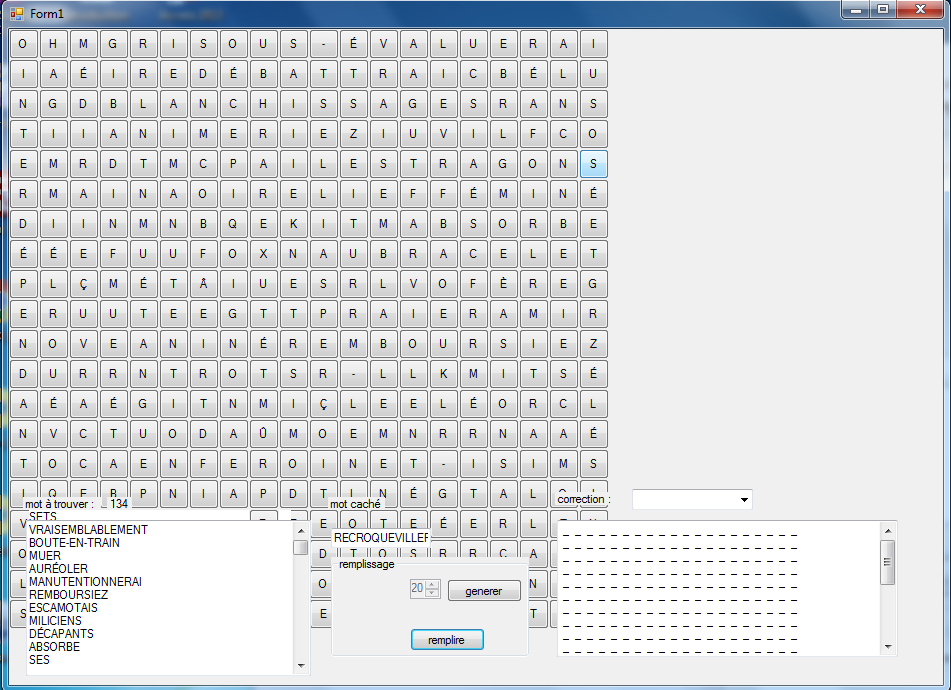 Form1
O H M G R I S O U S - É V A L U E R A I
I A É I R E D É B A T T R A I C B É L U
N G D B L A N C H I S S A G E S R A N S
T I I A N I M E R I E Z I U V I L F C O
E M R D T M C P A I L E S T R A G O N S
R M A I N A O I R E L I E F F É M I N É
D I I N M N B Q E K I T M A B S O R B E
É É E F U U F O X N A U B R A C E L E T
P L Ç M É T Â I U E S R L V O F È R E G
E R U U T E E G T T P R A I E R A M I R
N O V E A N I N É R E M B O U R S I E Z
D U R R N T R O T S R - L L K M I T S É
A É A É G I T N M I Ç L E E L É O R C L
N V C T U O D A Û M O E M N R R N A A É
T O C A E N F E R O I N E T - I S I M S
I Q E B P N I A P D T I N É G T A L
mot à trouver : 134 mot caché correction :
V E O T E É E R L
O D T O S R R C A
L O N
S E T
SETS
VRAISEMBLABLEMENT
BOUTE-EN-TRAIN
MUER
AURÉOLER
MANUTENTIONNERAI
REMBOURSIEZ
ESCAMOTAIS
MILICIENS
DÉCAPANTS
ABSORBE
SES
RECROQUEVILLER
remplissage
20 generer
remplire
_ _ _ _ _ _ _ _ _ _ _ _ _ _ _ _ _ _ _ _
_ _ _ _ _ _ _ _ _ _ _ _ _ _ _ _ _ _ _ _
_ _ _ _ _ _ _ _ _ _ _ _ _ _ _ _ _ _ _ _
_ _ _ _ _ _ _ _ _ _ _ _ _ _ _ _ _ _ _ _
_ _ _ _ _ _ _ _ _ _ _ _ _ _ _ _ _ _ _ _
_ _ _ _ _ _ _ _ _ _ _ _ _ _ _ _ _ _ _ _
_ _ _ _ _ _ _ _ _ _ _ _ _ _ _ _ _ _ _ _
_ _ _ _ _ _ _ _ _ _ _ _ _ _ _ _ _ _ _ _
_ _ _ _ _ _ _ _ _ _ _ _ _ _ _ _ _ _ _ _
_ _ _ _ _ _ _ _ _ _ _ _ _ _ _ _ _ _ _ _